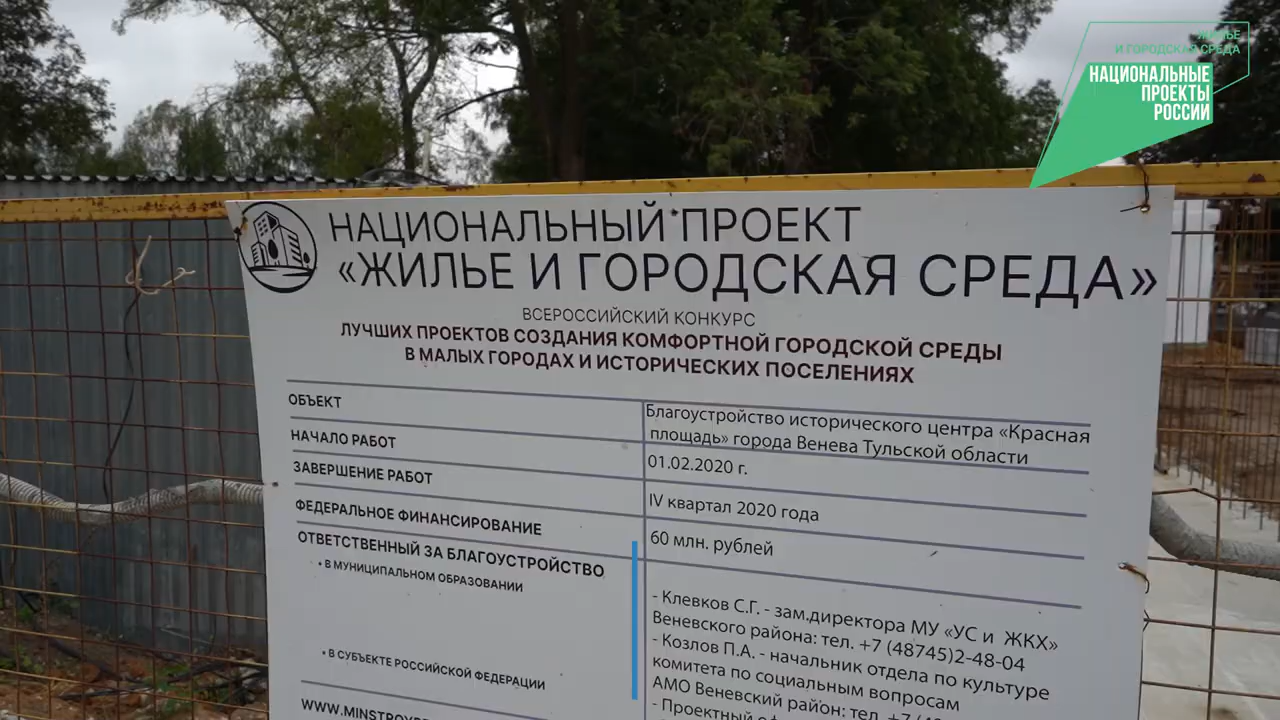 ЖИЛЬЕ
И ГОРОДСКАЯ СРЕДА
НАЦИОНАЛЬНЫЕ
ПРОЕКТЫ
РОССИИ
НАЦИОНАЛЬНЫЙ ПРОЕКТ
«ЖИЛЬЕ И ГОРОДСКАЯ СРЕДА»
ВСЕРОССИЙСКИЙ КОНКУРС
ЛУЧШИХ ПРОЕКТОВ СОЗДАНИЯ КОМФОРТНОЙ ГОРОДСКОЙ СРЕДЫ
В МАЛЫХ ГОРОДАХ И ИСТОРИЧЕСКИХ ПОСЕЛЕНИЯХ
ОБЪЕКТ
Благоустройство исторического центра «Красная
площадь» города Венева Тульской области
НАЧАЛО РАБОТ
01.02.2020 г.
ЗАВЕРШЕНИЕ РАБОТ
IV квартал 2020 года
ФЕДЕРАЛЬНОЕ ФИНАНСИРОВАНИЕ
60 млн. рублей
ОТВЕТСТВЕННЫЙ ЗА БЛАГОУСТРОЙСТВО
• В МУНИЦИПАЛЬНОМ ОБРАЗОВАНИИ
- Клевков С.Г. - зам.директора МУ «УС и ЖКХ»
Веневского района: тел. +7 (48745)2-48-04
- Козлов П.А. - начальник отдела по культуре
комитета по социальным вопросам
АМО Веневский район: тел. +7
- Проектный
• В СУБЪЕКТЕ РОССИЙСКОЙ ФЕДЕРАЦИИ